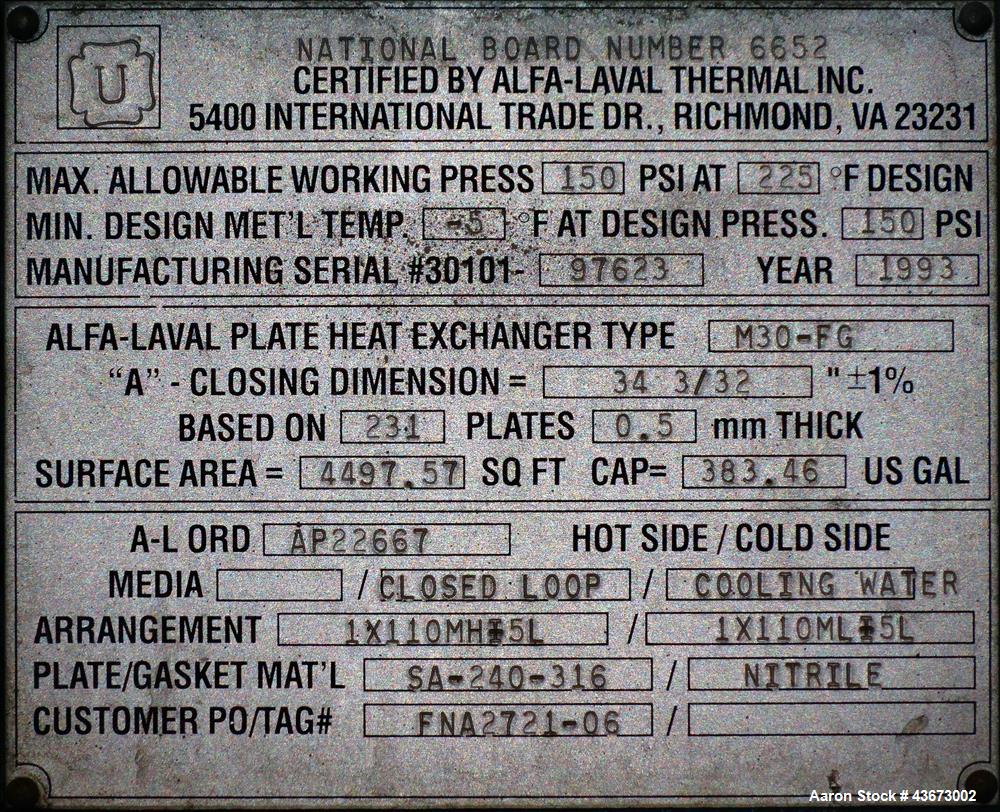 NATIONAL BOARD NUMBER 6652
U
CERTIFIED BY ALFA-LAVAL THERMAL INC.
5400 INTERNATIONAL TRADE DR., RICHMOND, VA 23231
MAX. ALLOWABLE WORKING PRESS 150 PSI AT 225 °F DESIGN
MIN. DESIGN MET'L TEMP. -5 °F AT DESIGN PRESS. 150 PSI
MANUFACTURING SERIAL #30101- 97623 YEAR 1993
ALFA-LAVAL PLATE HEAT EXCHANGER TYPE M30-FG
“A” - CLOSING DIMENSION = 34 3/32 "±1%
BASED ON 231 PLATES 0.5 mm THICK
SURFACE AREA = 4497.57 SQ FT CAP= 383.46 US GAL
A-L ORD AP22667 HOT SIDE / COLD SIDE
MEDIA / CLOSED LOOP / COOLING WATER
ARRANGEMENT /
PLATE/GASKET MAT'L SA-240-316 / NITRILE
CUSTOMER PO/TAG# FNA2721-06 /
Aaron Stock # 43673002